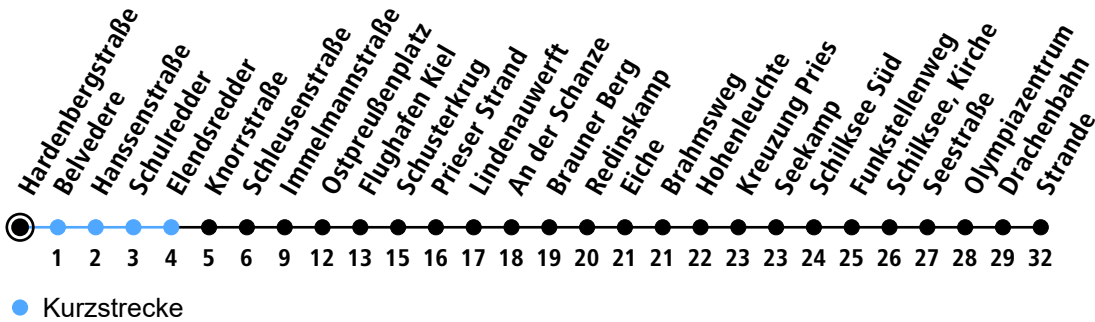 Hardenbergstraße
Belvedere
Hanssenstraße
Schulredder
Elendsredder
Knorrstraße
Schleusenstraße
Immelmannstraße
Ostpreußenplatz
Flughafen Kiel
Schusterkrug
Prieser Strand
Lindenauwerft
An der Schanze
Braumer Berg
Redinskamp
Eiche
Brahmsweg
Hohenleuchte
Kreuzung Pries
Seekamp
Schilksee Süd
Funkstellenweg
Schilksee, Kirche
Seestraße
Olympiazentrum
Drachenbahn
Strande
1 2 3 4 5 6 9 12 13 15 16 17 18 19 20 21 21 22 23 23 24 25 26 27 28 29 32
Kurzstrecke